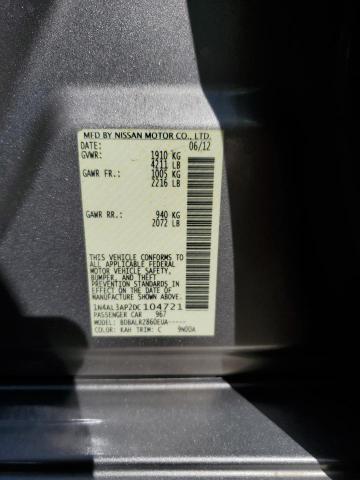 MFD BY NISSAN MOTOR CO., LTD.
DATE: 06/12
GVWR: 1910 KG
4211 LB
GAWR FR.: 1005 KG
2216 LB
GAWR RR.: 940 KG
2072 LB
THIS VEHICLE CONFORMS TO
ALL APPLICABLE FEDERAL
MOTOR VEHICLE SAFETY,
BUMPER, AND THEFT
PREVENTION STANDARDS
IN EFFECT ON THE DATE OF
MANUFACTURE SHOWN ABOVE.
1N4AL3AP2DC104721
PASSENGER CAR 967
MODEL: BDBALRZ860EUA-----
COLOR: KAH TRIM: C 9N00A